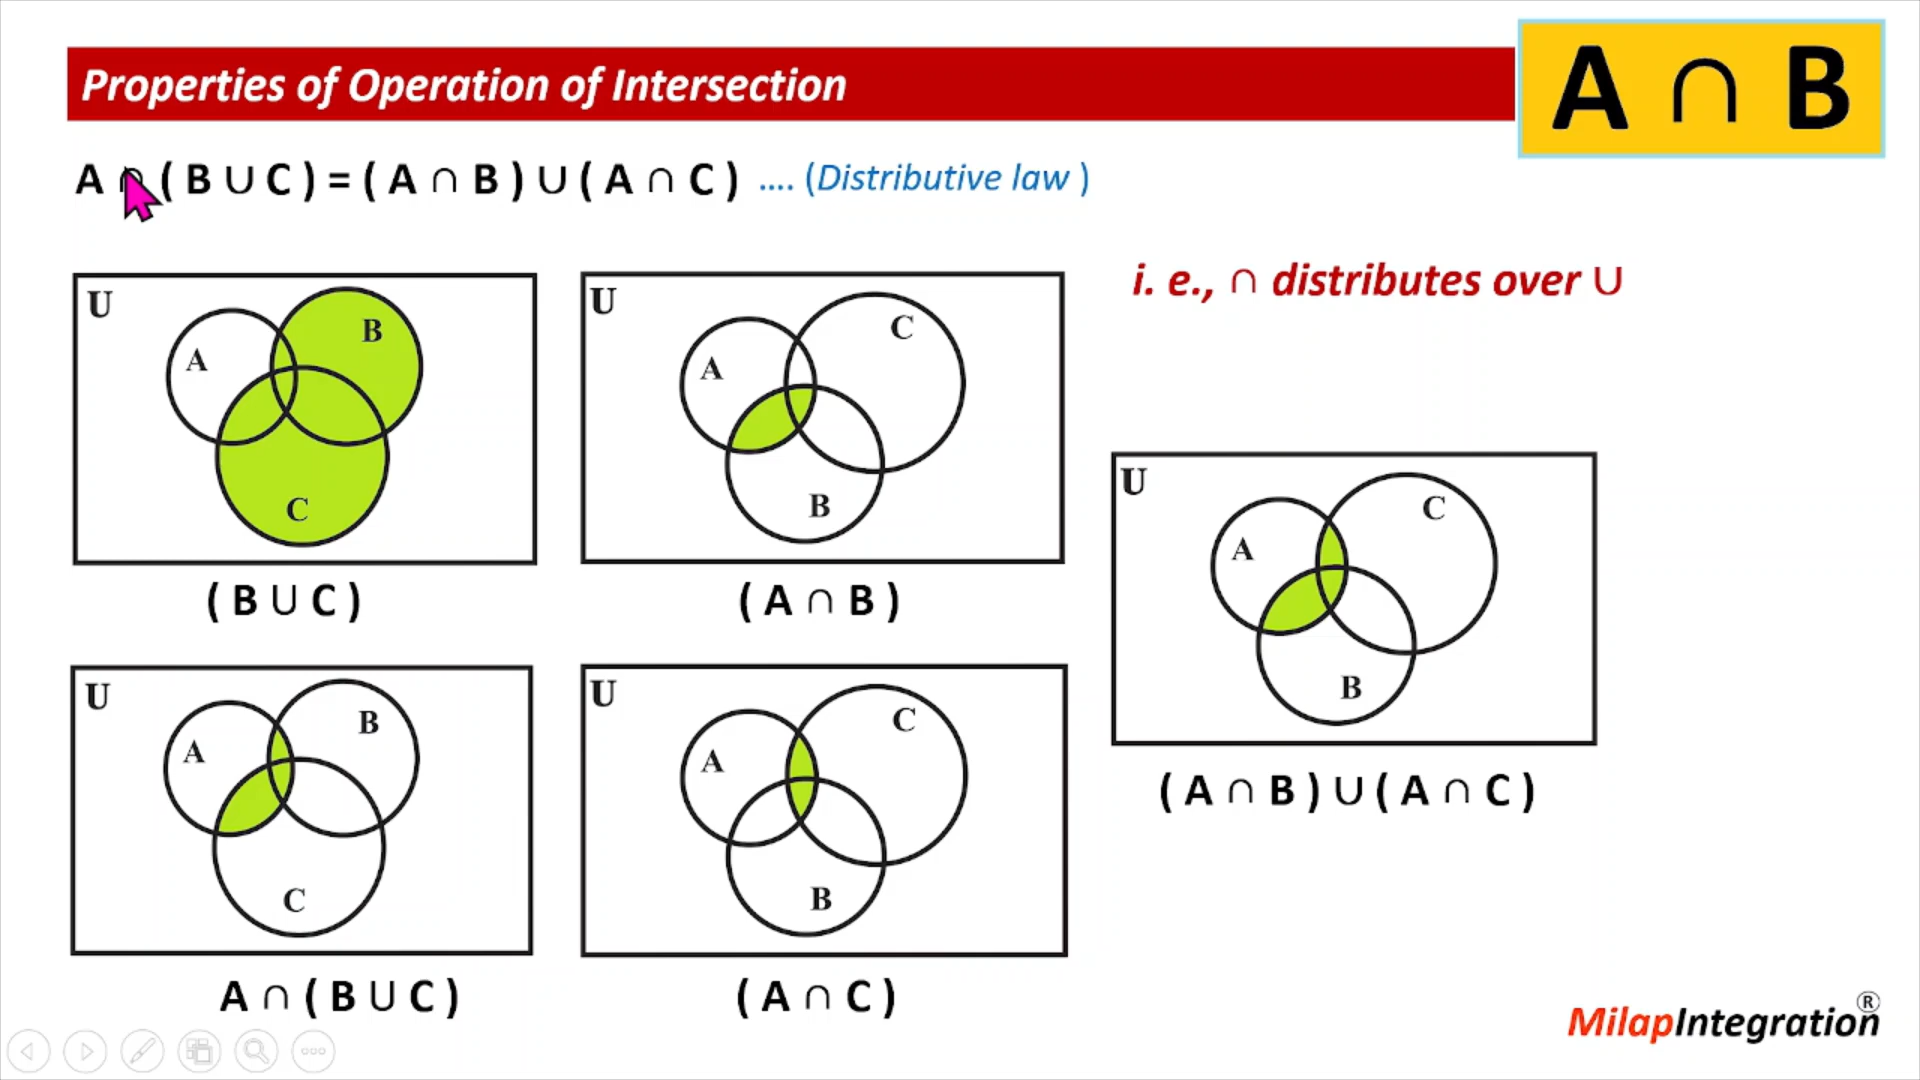 Properties of Operation of Intersection
A ∩ B
A ∩ ( B ∪ C ) = ( A ∩ B ) ∪ ( A ∩ C ) .... (Distributive law )
i. e., ∩ distributes over ∪
U
A
B
C
( B ∪ C )
U
A
C
B
( A ∩ B )
U
A
B
C
A ∩ ( B ∪ C )
U
A
C
B
( A ∩ C )
U
A
C
B
( A ∩ B ) ∪ ( A ∩ C )
MilapIntegration®